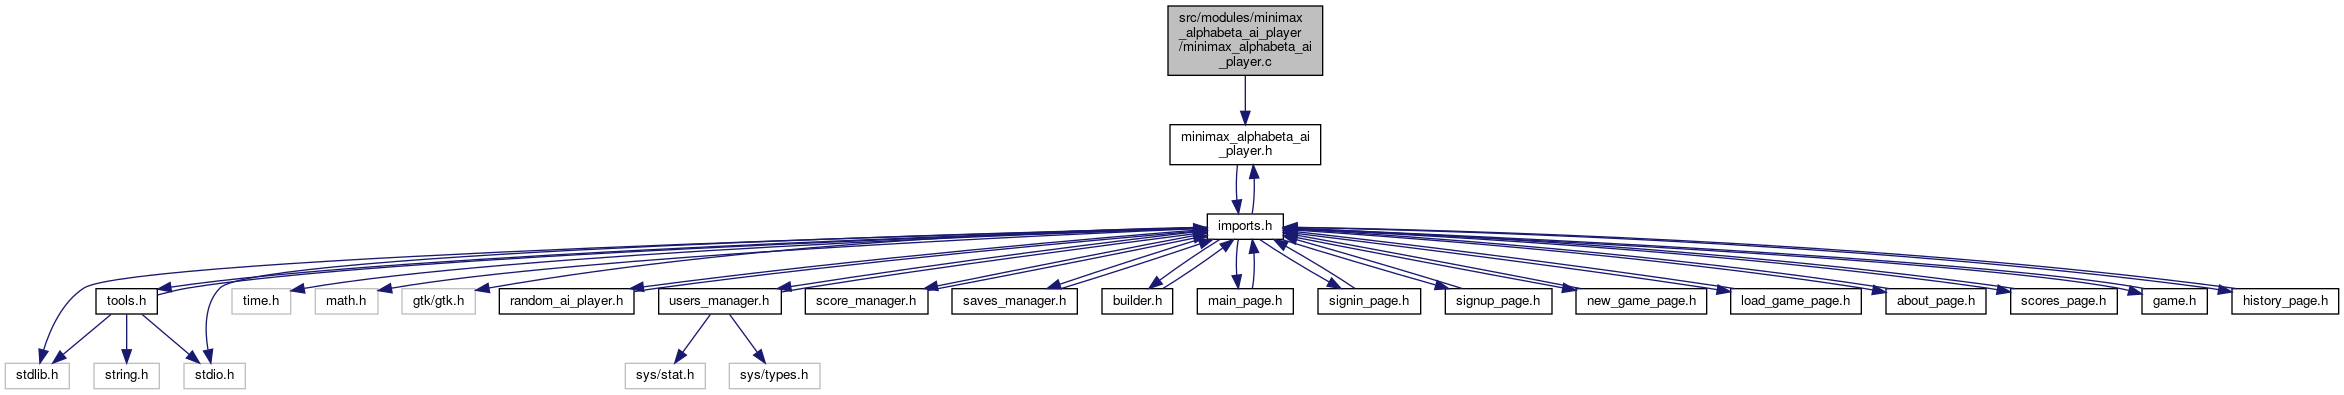 src/modules/minimax
_alphabeta_ai_player
/minimax_alphabeta_ai
_player.c
minimax_alphabeta_ai
_player.h
imports.h
tools.h
time.h
math.h
gtk/gtk.h
random_ai_player.h
users_manager.h
score_manager.h
saves_manager.h
builder.h
main_page.h
signin_page.h
signup_page.h
new_game_page.h
load_game_page.h
about_page.h
scores_page.h
game.h
history_page.h
stdlib.h
string.h
stdio.h
sys/stat.h
sys/types.h